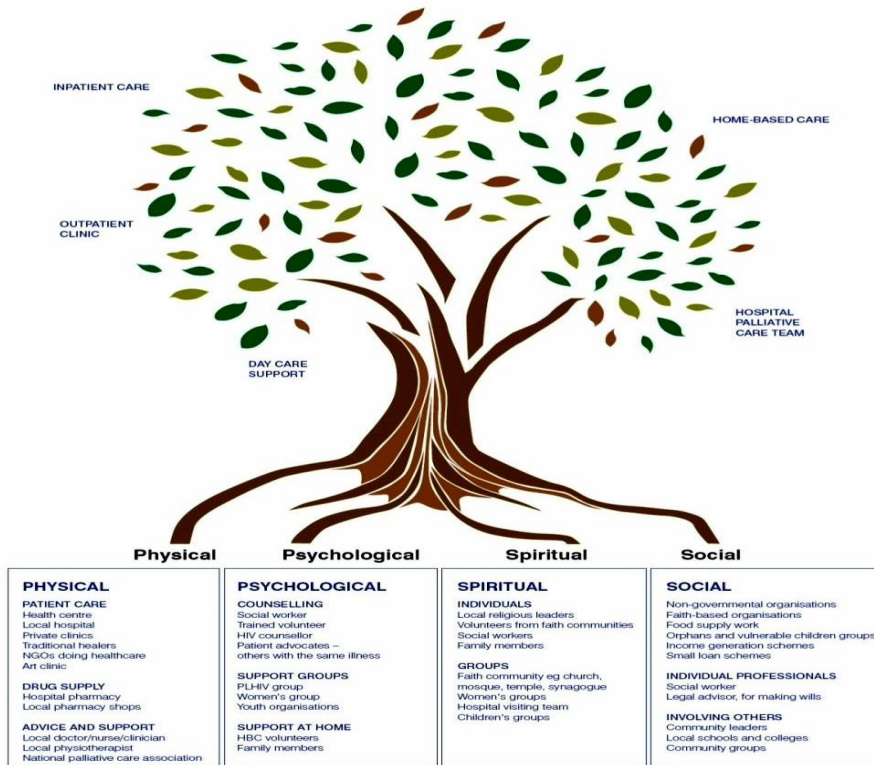 INPATIENT CARE
HOME-BASED CARE
OUTPATIENT
CLINIC
HOSPITAL
PALLIATIVE
CARE TEAM
DAY CARE
SUPPORT
Physical
Psychological
Spiritual
Social
PHYSICAL
PATIENT CARE
Health centre
Local hospital
Private clinics
Traditional healers
NGOs doing healthcare
Art clinic
DRUG SUPPLY
Hospital pharmacy
Local pharmacy shops
ADVICE AND SUPPORT
Local doctor/nurse/clinician
Local physiotherapist
National palliative care association
PSYCHOLOGICAL
COUNSELLING
Social worker
Trained volunteer
HIV counsellor
Patient advocates –
others with the same illness
SUPPORT GROUPS
PLHIV group
Women's group
Youth organisations
SUPPORT AT HOME
HBC volunteers
Family members
SPIRITUAL
INDIVIDUALS
Local religious leaders
Volunteers from faith communities
Social workers
Family members
GROUPS
Faith community eg church,
mosque, temple, synagogue
Women's groups
Hospital visiting team
Children's groups
SOCIAL
Non-governmental organisations
Faith-based organisations
Food supply work
Orphans and vulnerable children groups
Income generation schemes
Small loan schemes
INDIVIDUAL PROFESSIONALS
Social worker
Legal advisor, for making wills
INVOLVING OTHERS
Community leaders
Local schools and colleges
Community groups